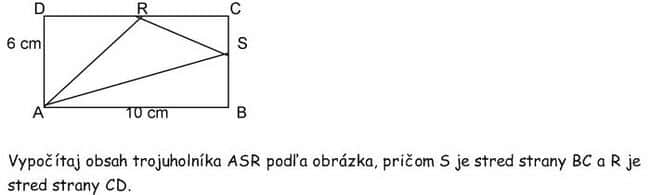 D R C
6 cm S
A 10 cm B
Vypočítaj obsah trojuholníka ASR podľa obrázka, pričom S je stred strany BC a R je
stred strany CD.